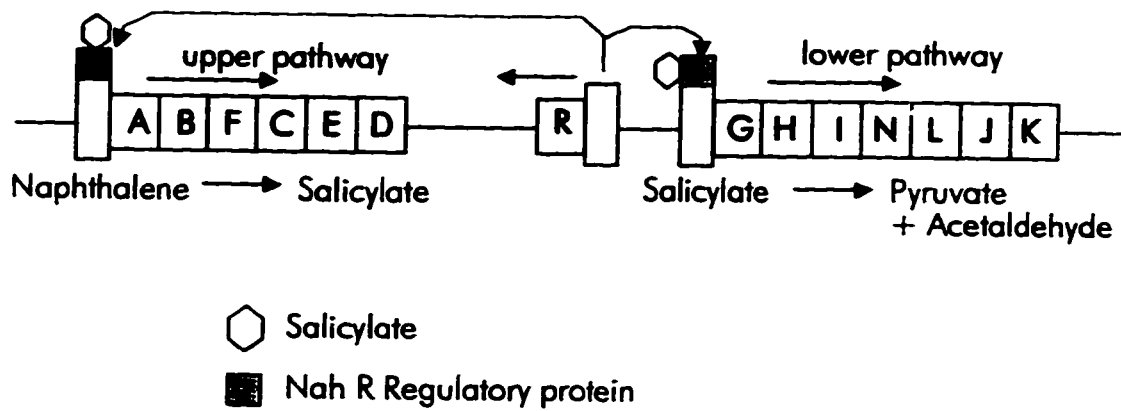 upper pathway
lower pathway
A B F C E D
R
G H I N L J K
Naphthalene → Salicylate
Salicylate → Pyruvate
+ Acetaldehyde
Salicylate
Nah R Regulatory protein